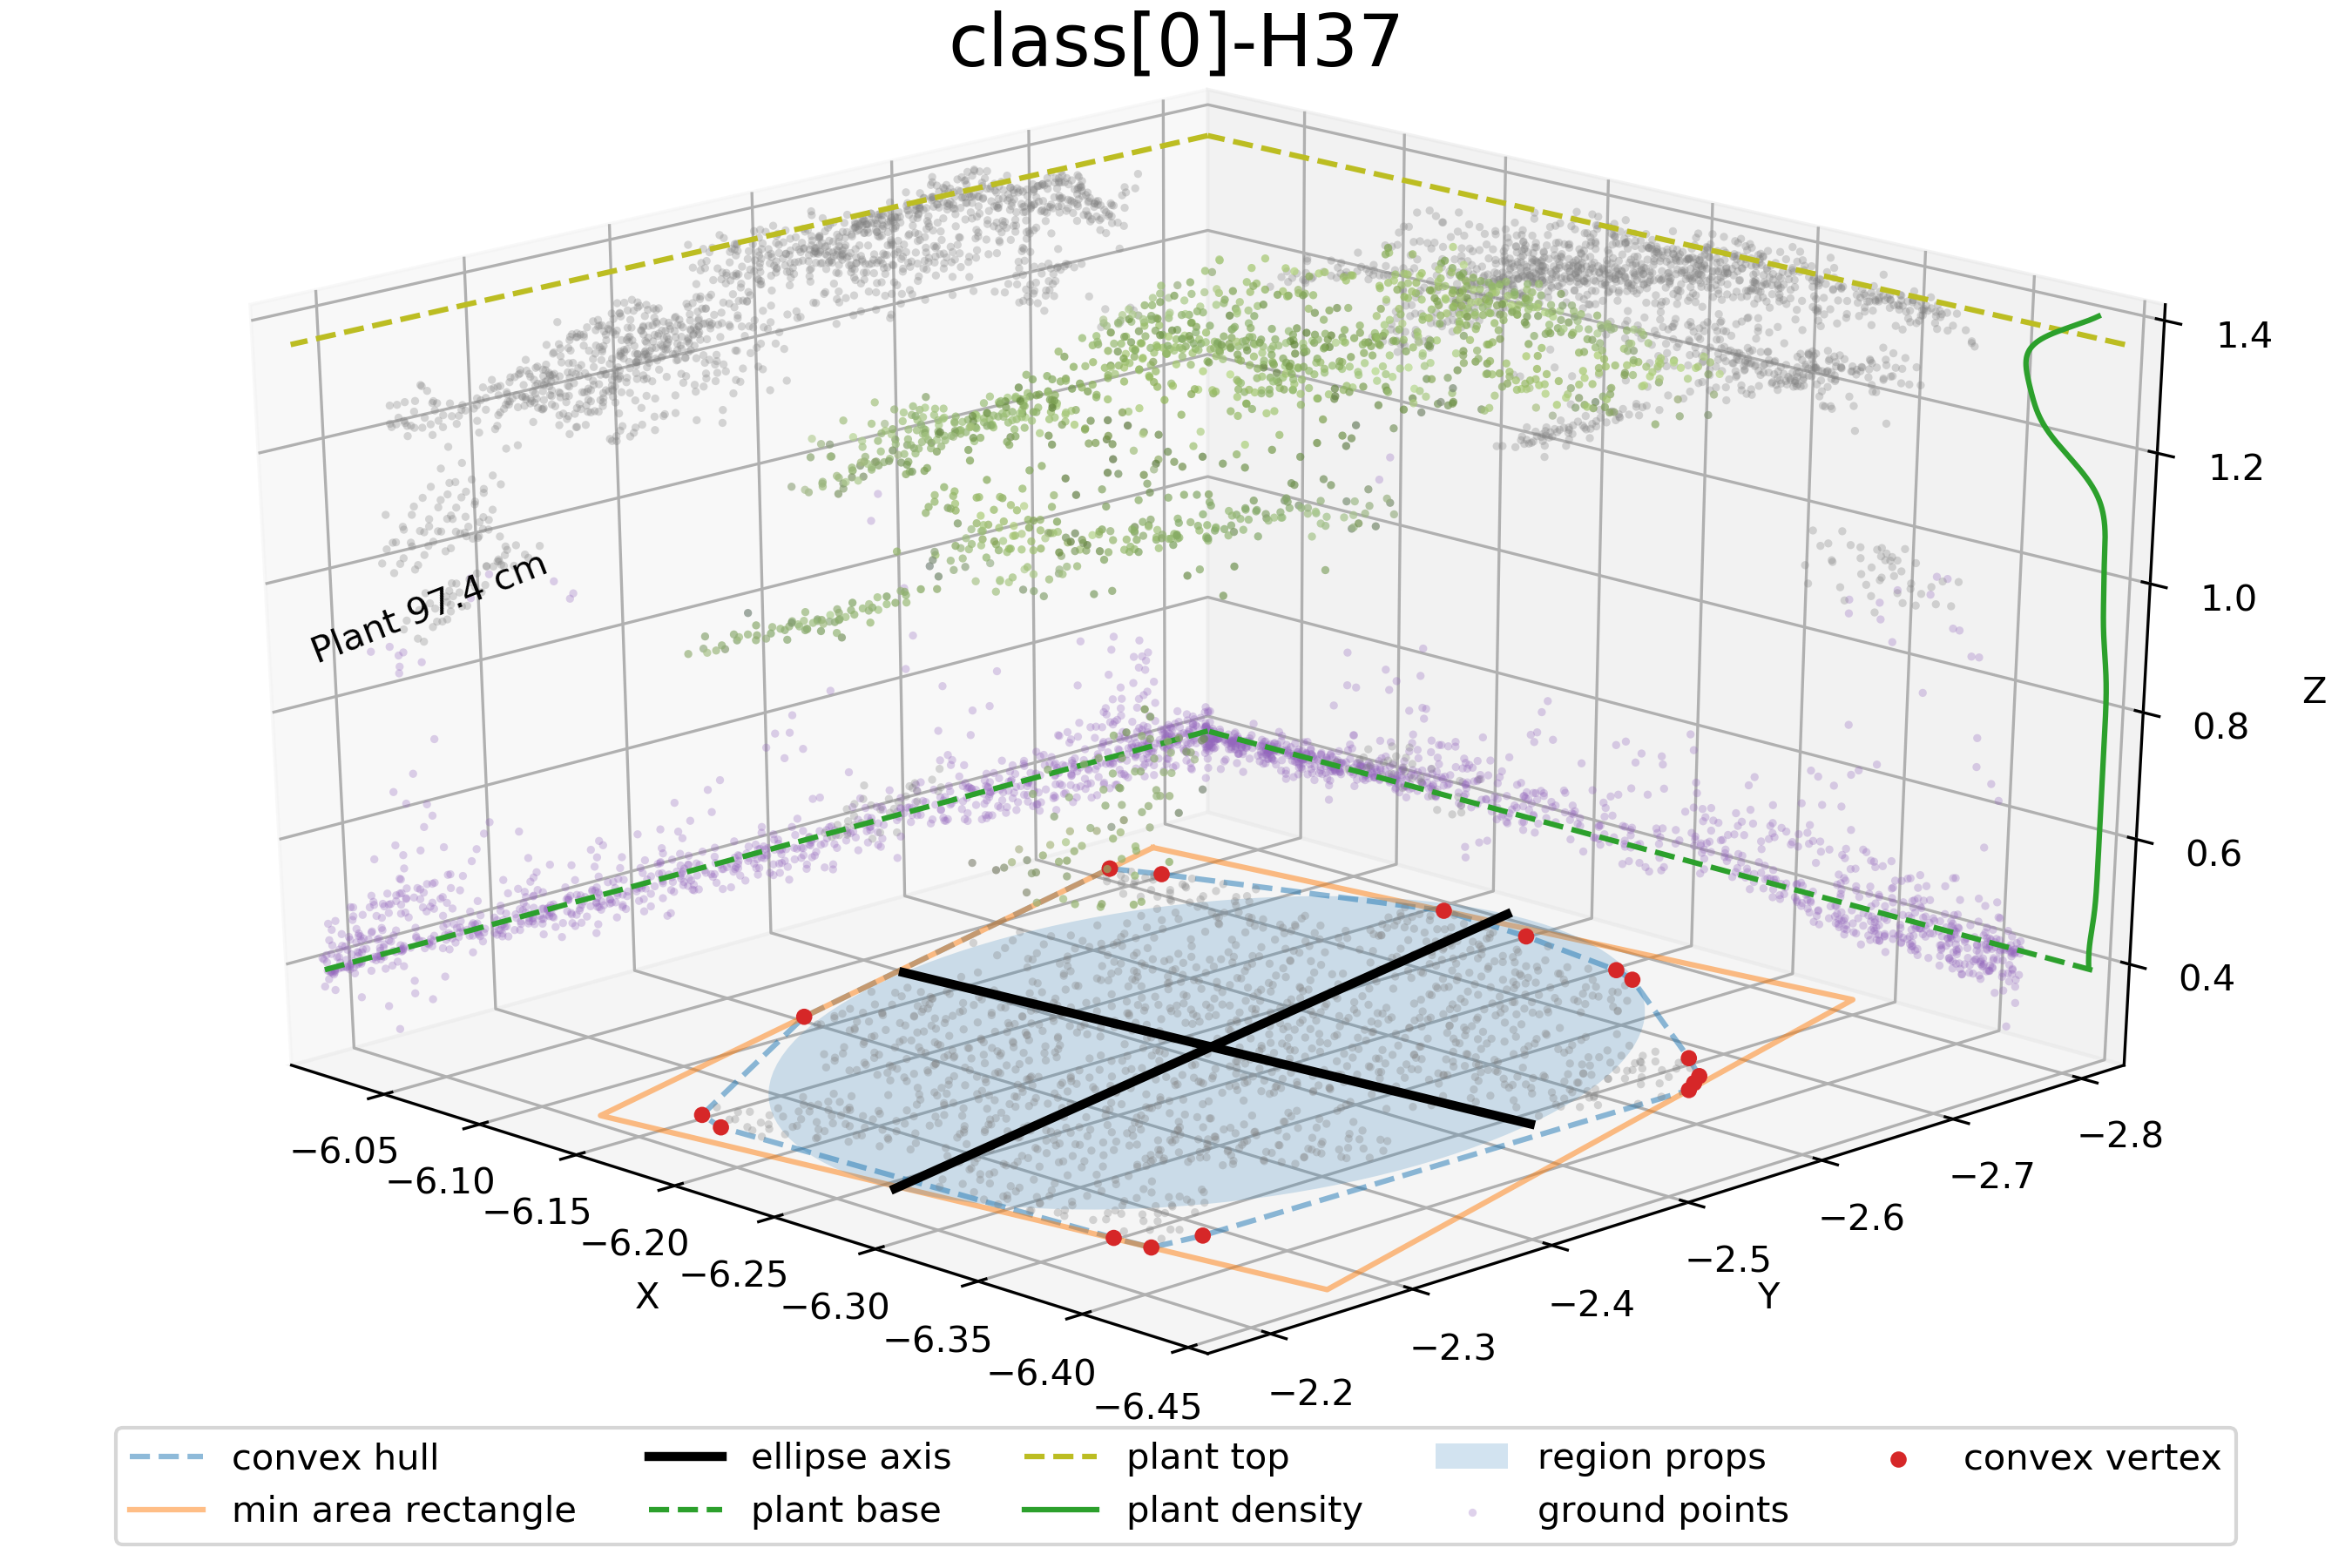 class[0]-H37
Plant 97.4 cm
1.4
1.2
1.0
0.8
0.6
0.4
Z
−6.05
−6.10
−6.15
−6.20
−6.25
−6.30
−6.35
−6.40
−6.45
X
−2.8
−2.7
−2.6
−2.5
−2.4
−2.3
−2.2
Y
convex hull
min area rectangle
ellipse axis
plant base
plant top
plant density
region props
ground points
convex vertex